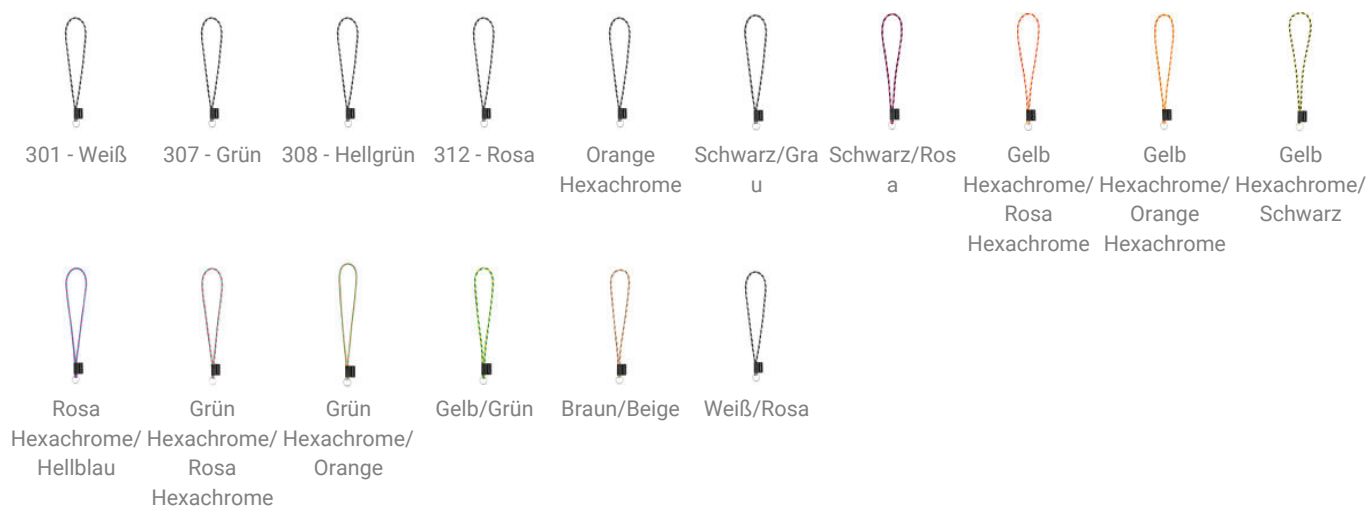 301 - Weiß
307 - Grün
308 - Hellgrün
312 - Rosa
Orange
Hexachrome
Schwarz/Gra
u
Schwarz/Ros
a
Gelb
Hexachrome/
Rosa
Hexachrome
Gelb
Hexachrome/
Orange
Hexachrome
Gelb
Hexachrome/
Schwarz
Rosa
Hexachrome/
Hellblau
Grün
Hexachrome/
Rosa
Hexachrome
Grün
Hexachrome/
Orange
Gelb/Grün
Braun/Beige
Weiß/Rosa